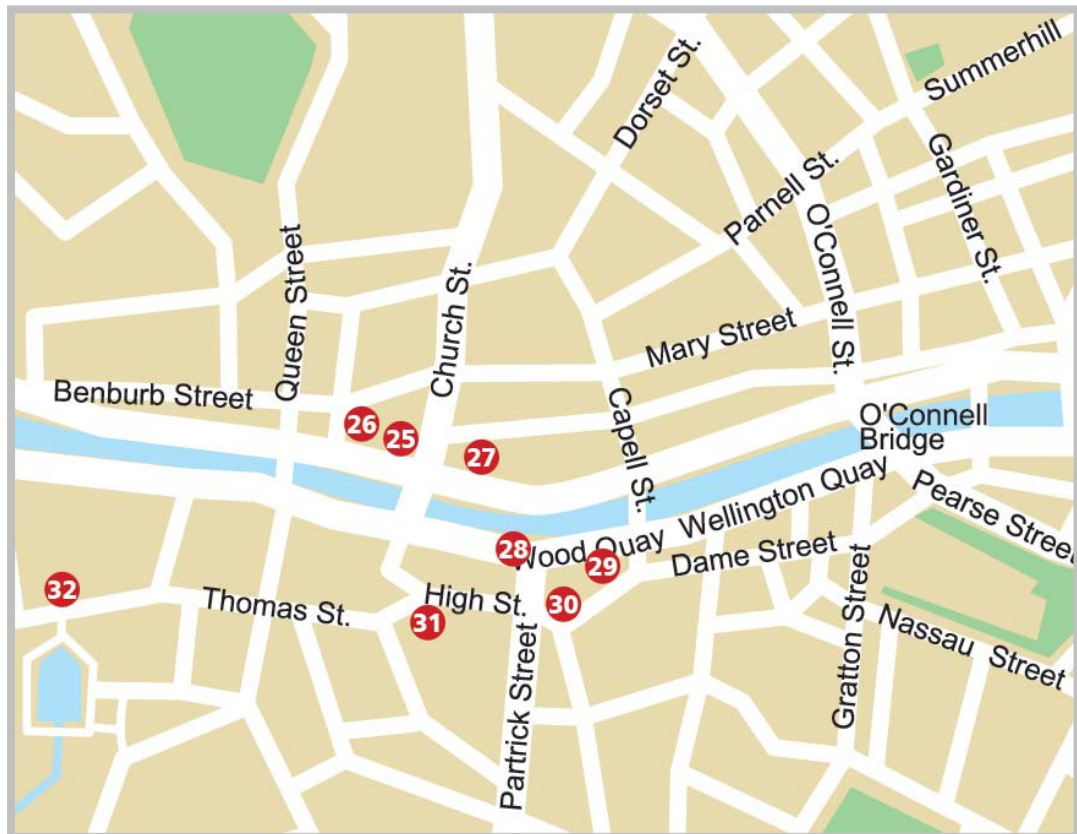 Summerhill
Dorset St.
Gardiner St.
Parnell St.
O'Connell St.
Queen Street
Church St.
Mary Street
Benburb Street
Capell St.
O'Connell
Bridge
26
25
27
Wellington Quay
Pearse Street
28
Wood Quay
29
Dame Street
32
Thomas St.
High St.
30
31
Gratton Street
Nassau Street
Partrick Street